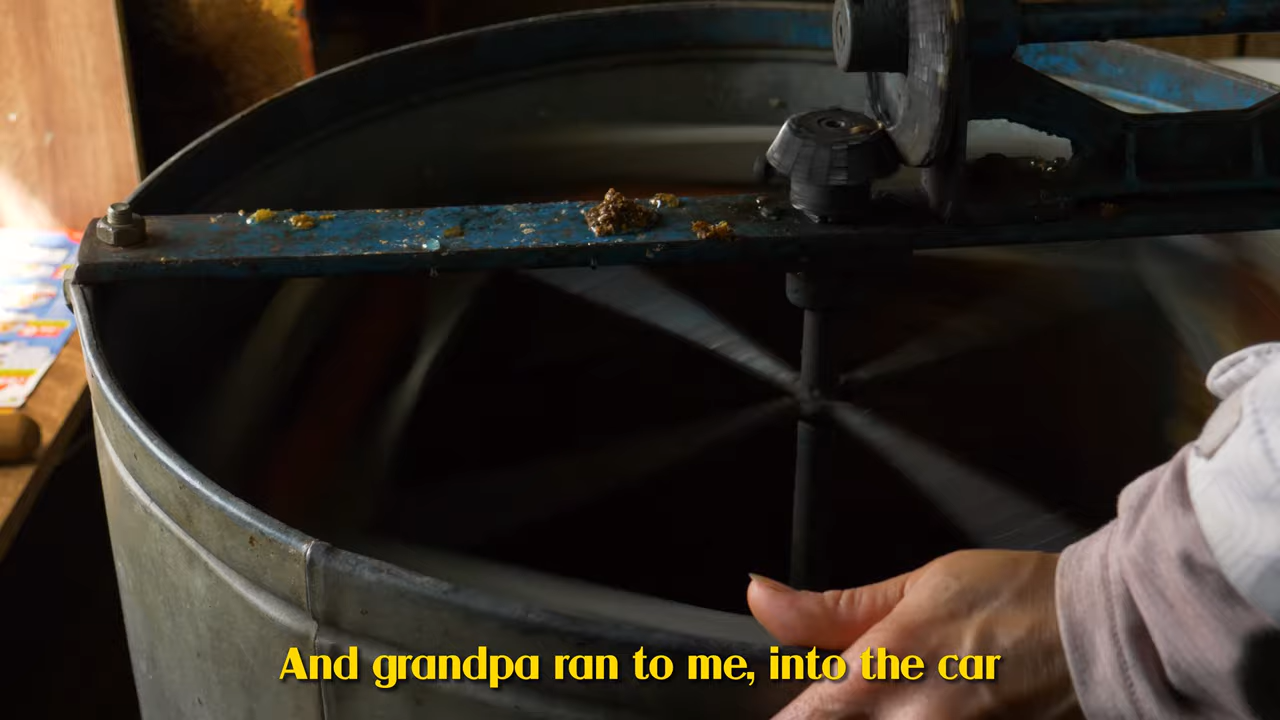 And grandpa ran to me, into the car